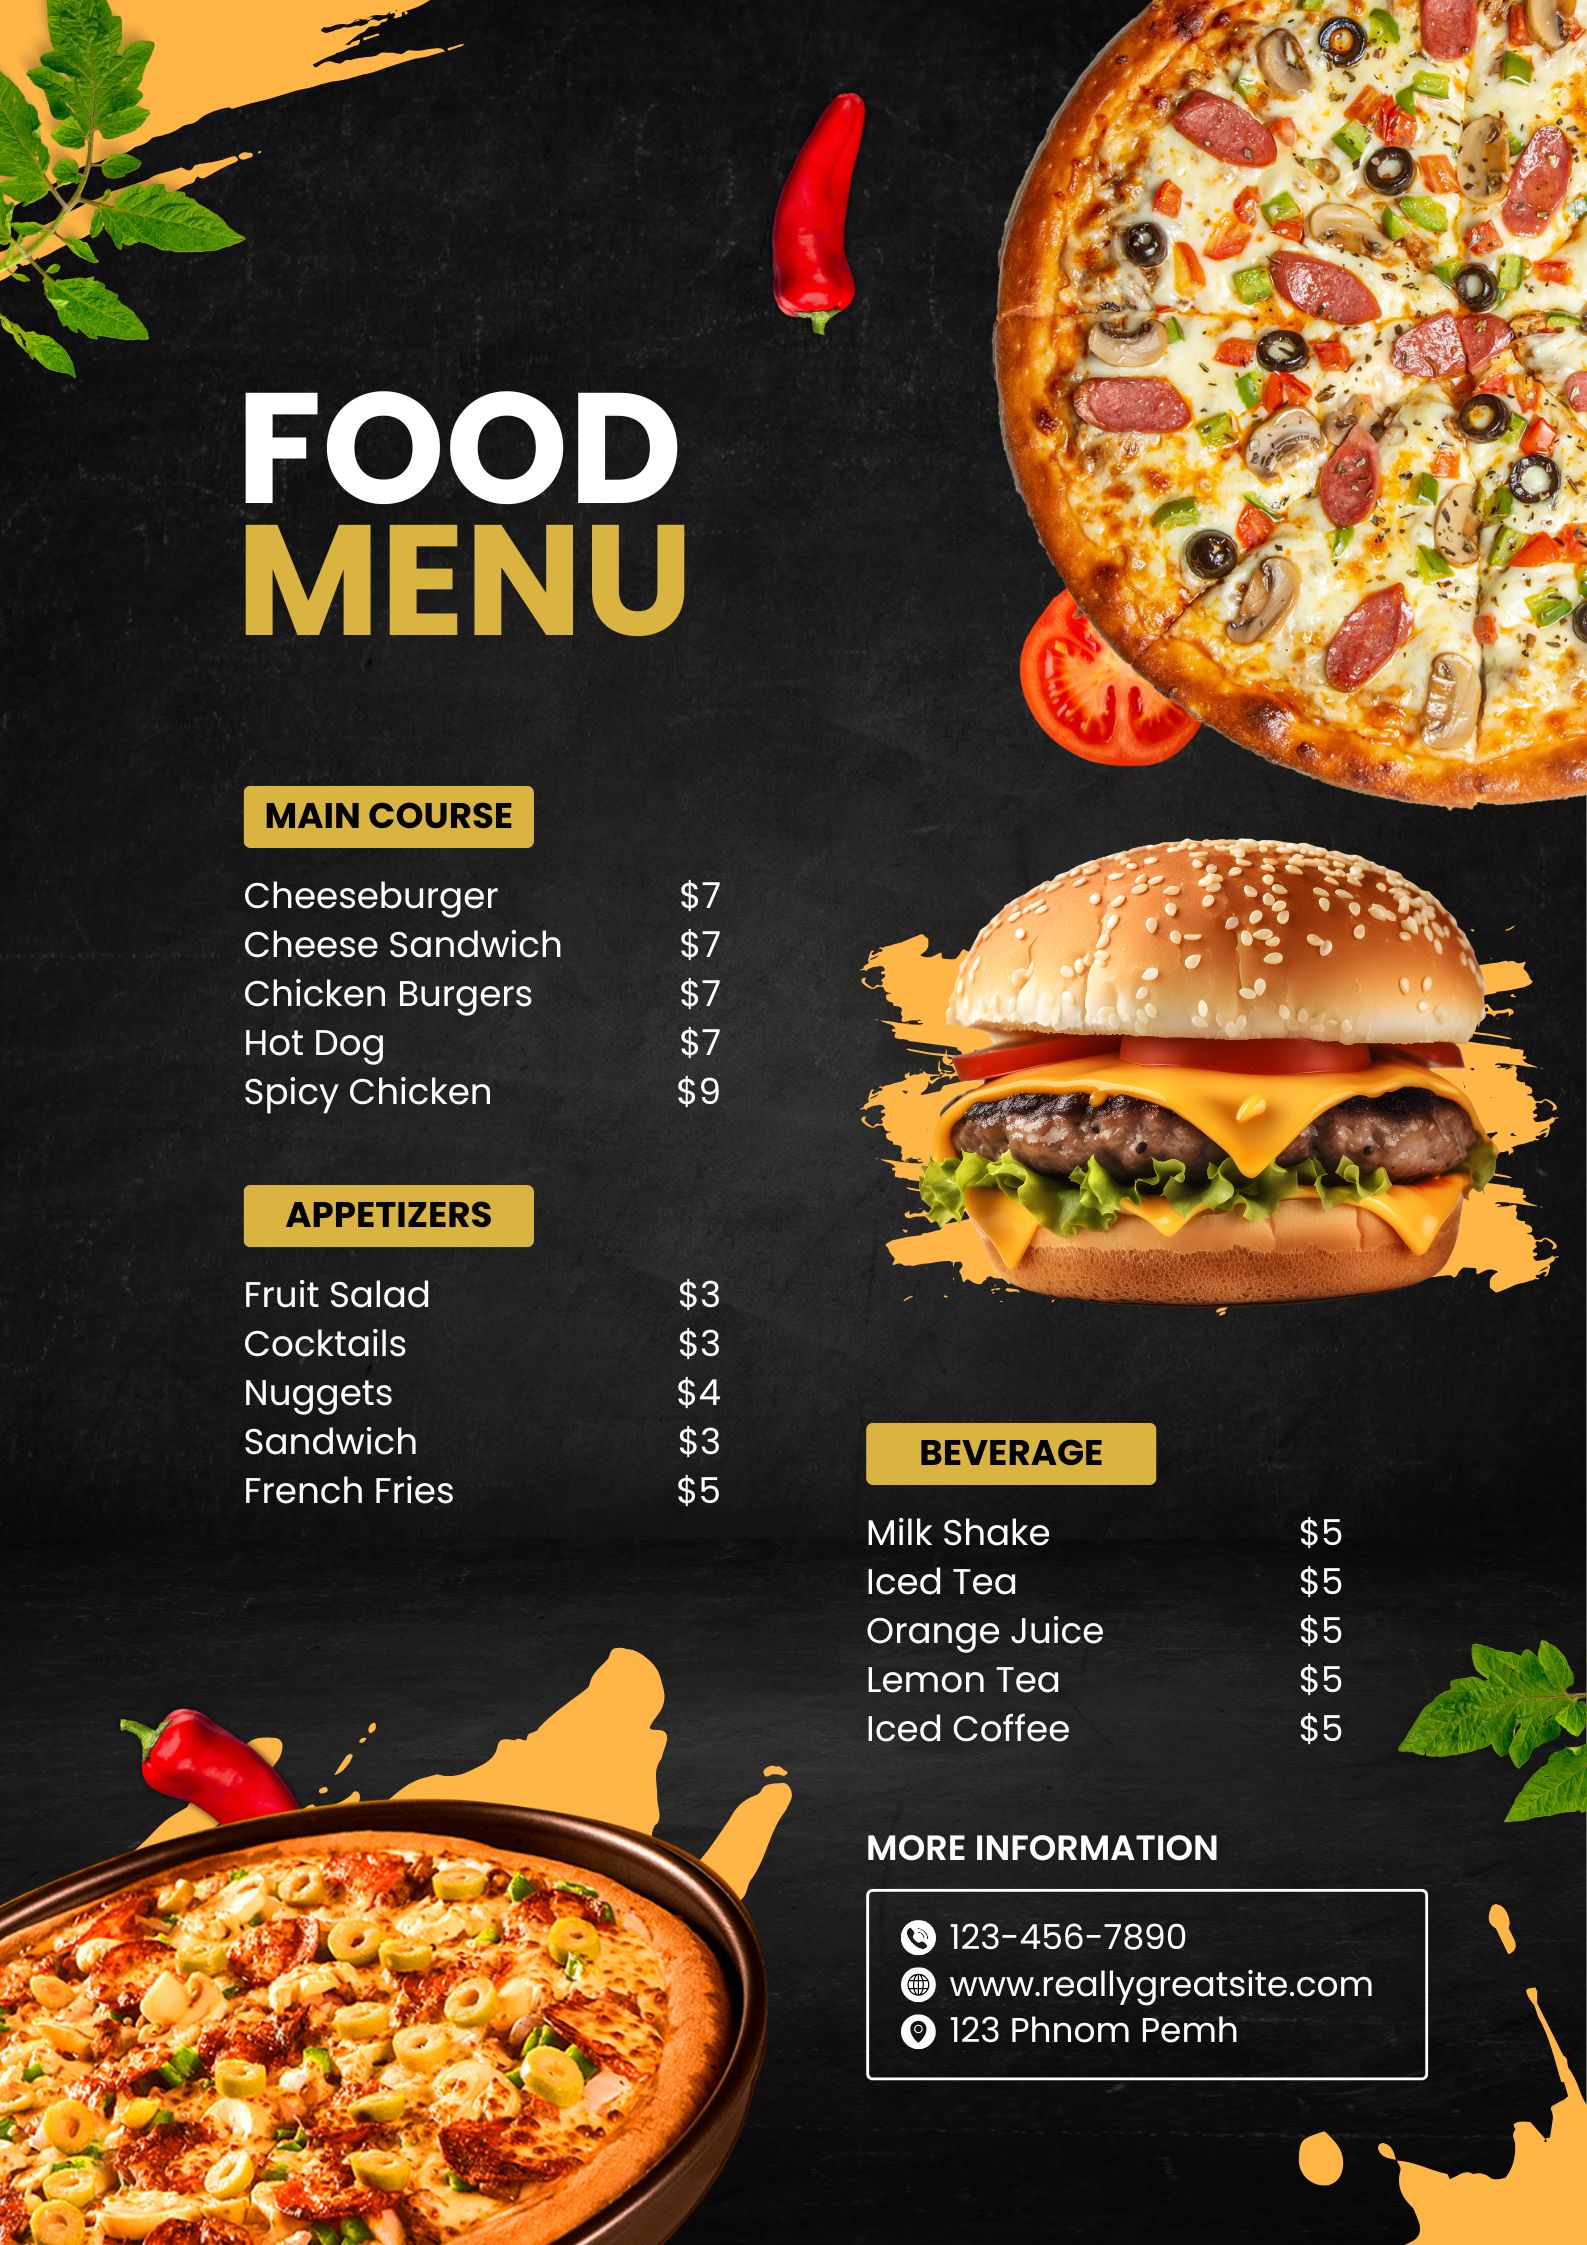 FOOD
MENU
MAIN COURSE
Cheeseburger $7
Cheese Sandwich $7
Chicken Burgers $7
Hot Dog $7
Spicy Chicken $9
APPETIZERS
Fruit Salad $3
Cocktails $3
Nuggets $4
Sandwich $3
French Fries $5
BEVERAGE
Milk Shake $5
Iced Tea $5
Orange Juice $5
Lemon Tea $5
Iced Coffee $5
MORE INFORMATION
123-456-7890
www.reallygreatsite.com
123 Phnom Pemh